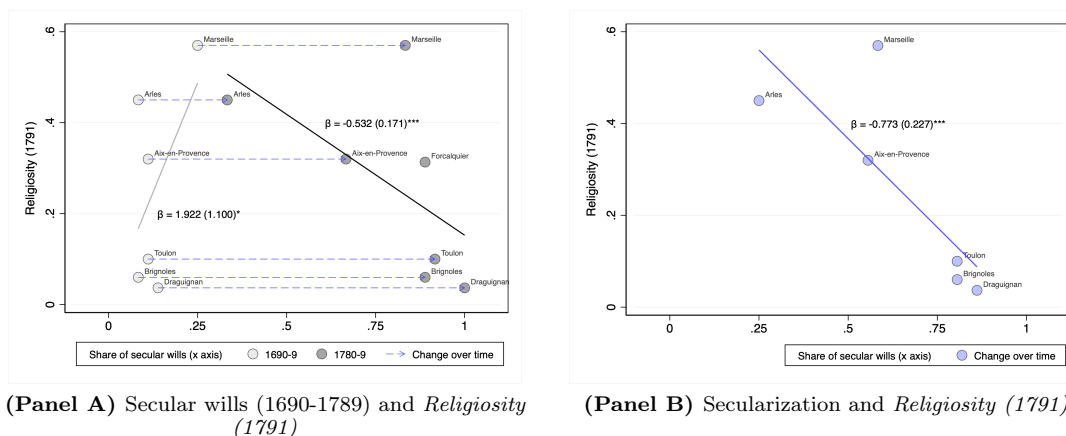 Religiosity (1791)
.6
.4
.2
0
Marseille
Marseille
Arles
Arles
β = -0.532 (0.171)***
Aix-en-Provence
Aix-en-Provence
Forcalquier
β = 1.922 (1.100)*
Toulon
Toulon
Brignoles
Brignoles
Draguignan
Draguignan
0 .25 .5 .75 1
Share of secular wills (x axis) 1690-9 1780-9 Change over time
(Panel A) Secular wills (1690-1789) and Religiosity
(1791)
Religiosity (1791)
.6
.4
.2
0
Marseille
Arles
β = -0.773 (0.227)***
Aix-en-Provence
Toulon
Brignoles
Draguignan
0 .25 .5 .75 1
Share of secular wills (x axis) Change over time
(Panel B) Secularization and Religiosity (1791)